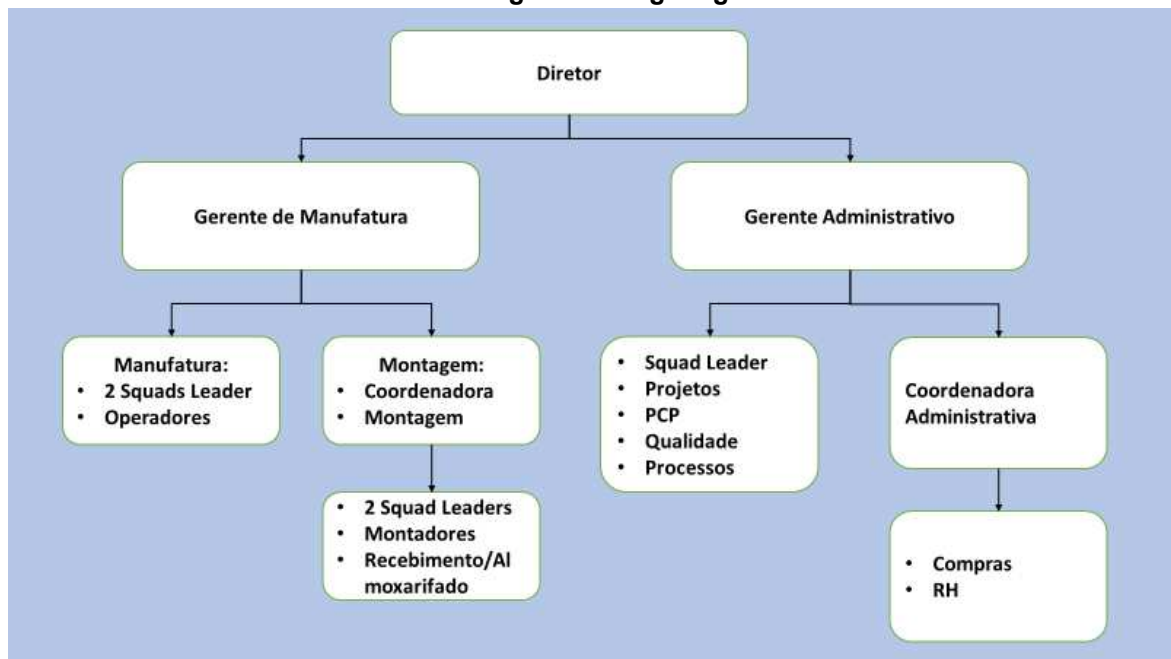 Diretor
Gerente de Manufatura
Gerente Administrativo
Manufatura:
• 2 Squads Leader
• Operadores
Montagem:
• Coordenadora
• Montagem
• Squad Leader
• Projetos
• PCP
• Qualidade
• Processos
Coordenadora
Administrativa
• 2 Squad Leaders
• Montadores
• Recebimento/Al
moxarifado
• Compras
• RH